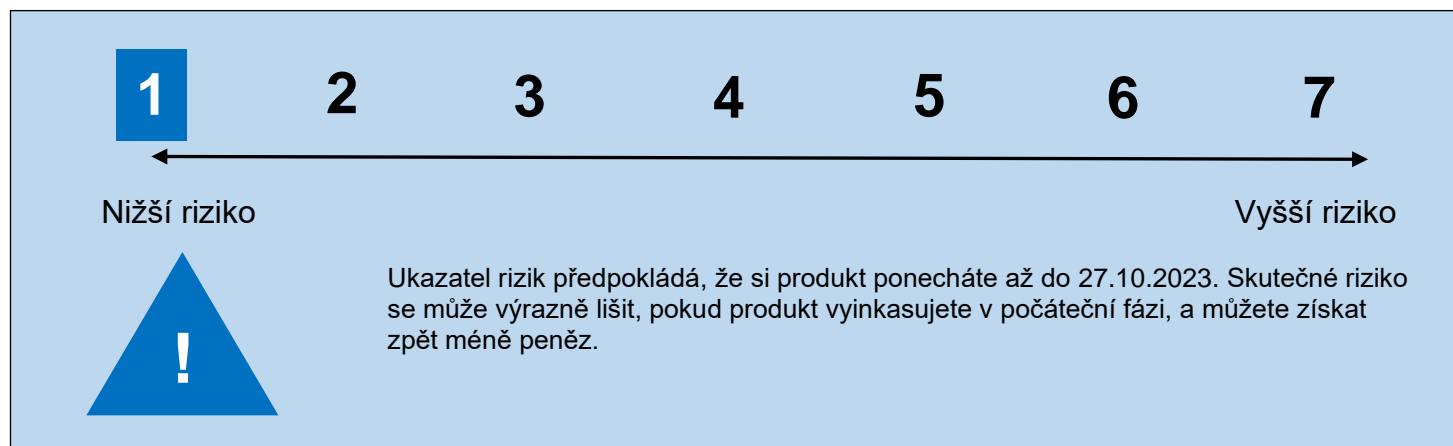 1 2 3 4 5 6 7
Nižší riziko Vyšší riziko
Ukazatel rizik předpokládá, že si produkt ponecháte až do 27.10.2023. Skutečné riziko
se může výrazně lišit, pokud produkt vyinkasujete v počáteční fázi, a můžete získat
zpět méně peněz.
!